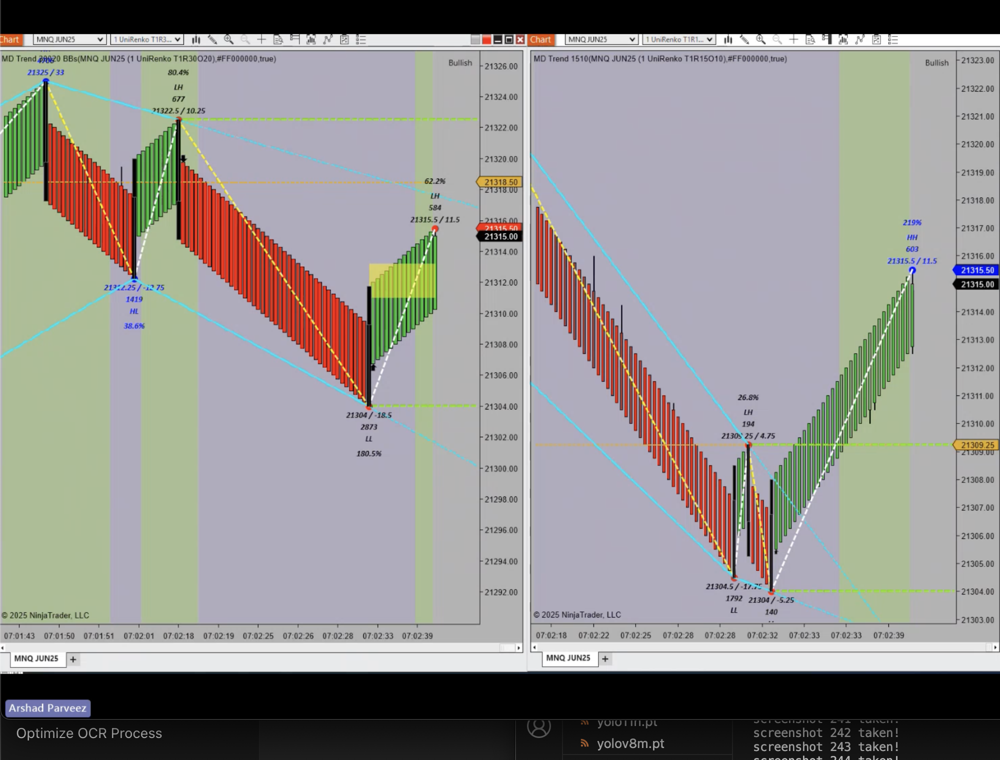 Chart
MNQ JUN25
1 UniRenko T1R3...
MD Trend 30020 BBs(MNQ JUN25 (1 UniRenko T1R30O20),#FF000000,true)
Bullish
21325 / 33
80.4%
LH
677
21322.5 / 10.25
62.2%
LH
584
21315.5 / 11.5
1419
HL
38.6%
21304 / -18.5
2873
LL
180.5%
21326.00
21324.00
21322.00
21320.00
21318.50
21318.00
21316.00
21315.50
21315.00
21312.00
21310.00
21308.00
21306.00
21304.00
21302.00
21300.00
21298.00
21296.00
21294.00
21292.00
© 2025 NinjaTrader, LLC
07:01:43 07:01:50 07:01:51 07:02:01 07:02:18 07:02:19 07:02:25 07:02:28 07:02:33 07:02:39
MNQ JUN25 +
Chart
MNQ JUN25
1 UniRenko T1R1...
MD Trend 1510(MNQ JUN25 (1 UniRenko T1R15O10),#FF000000,true)
Bullish
219%
HH
603
21315.5 / 11.5
26.8%
LH
194
21309.25 / 4.75
21304.5 / -17.75
1792
LL
21304 / -5.25
140
21323.00
21322.00
21321.00
21320.00
21319.00
21318.00
21317.00
21316.00
21315.50
21315.00
21314.00
21313.00
21312.00
21311.00
21310.00
21309.25
21308.00
21307.00
21306.00
21305.00
21304.00
21303.00
© 2025 NinjaTrader, LLC
07:02:18 07:02:22 07:02:25 07:02:28 07:02:32 07:02:33 07:02:33 07:02:39
MNQ JUN25 +
Arshad Parveez
Optimize OCR Process
yolo11n.pt
yolov8m.pt
screenshot 241 taken!
screenshot 242 taken!
screenshot 243 taken!
screenshot 244 taken!